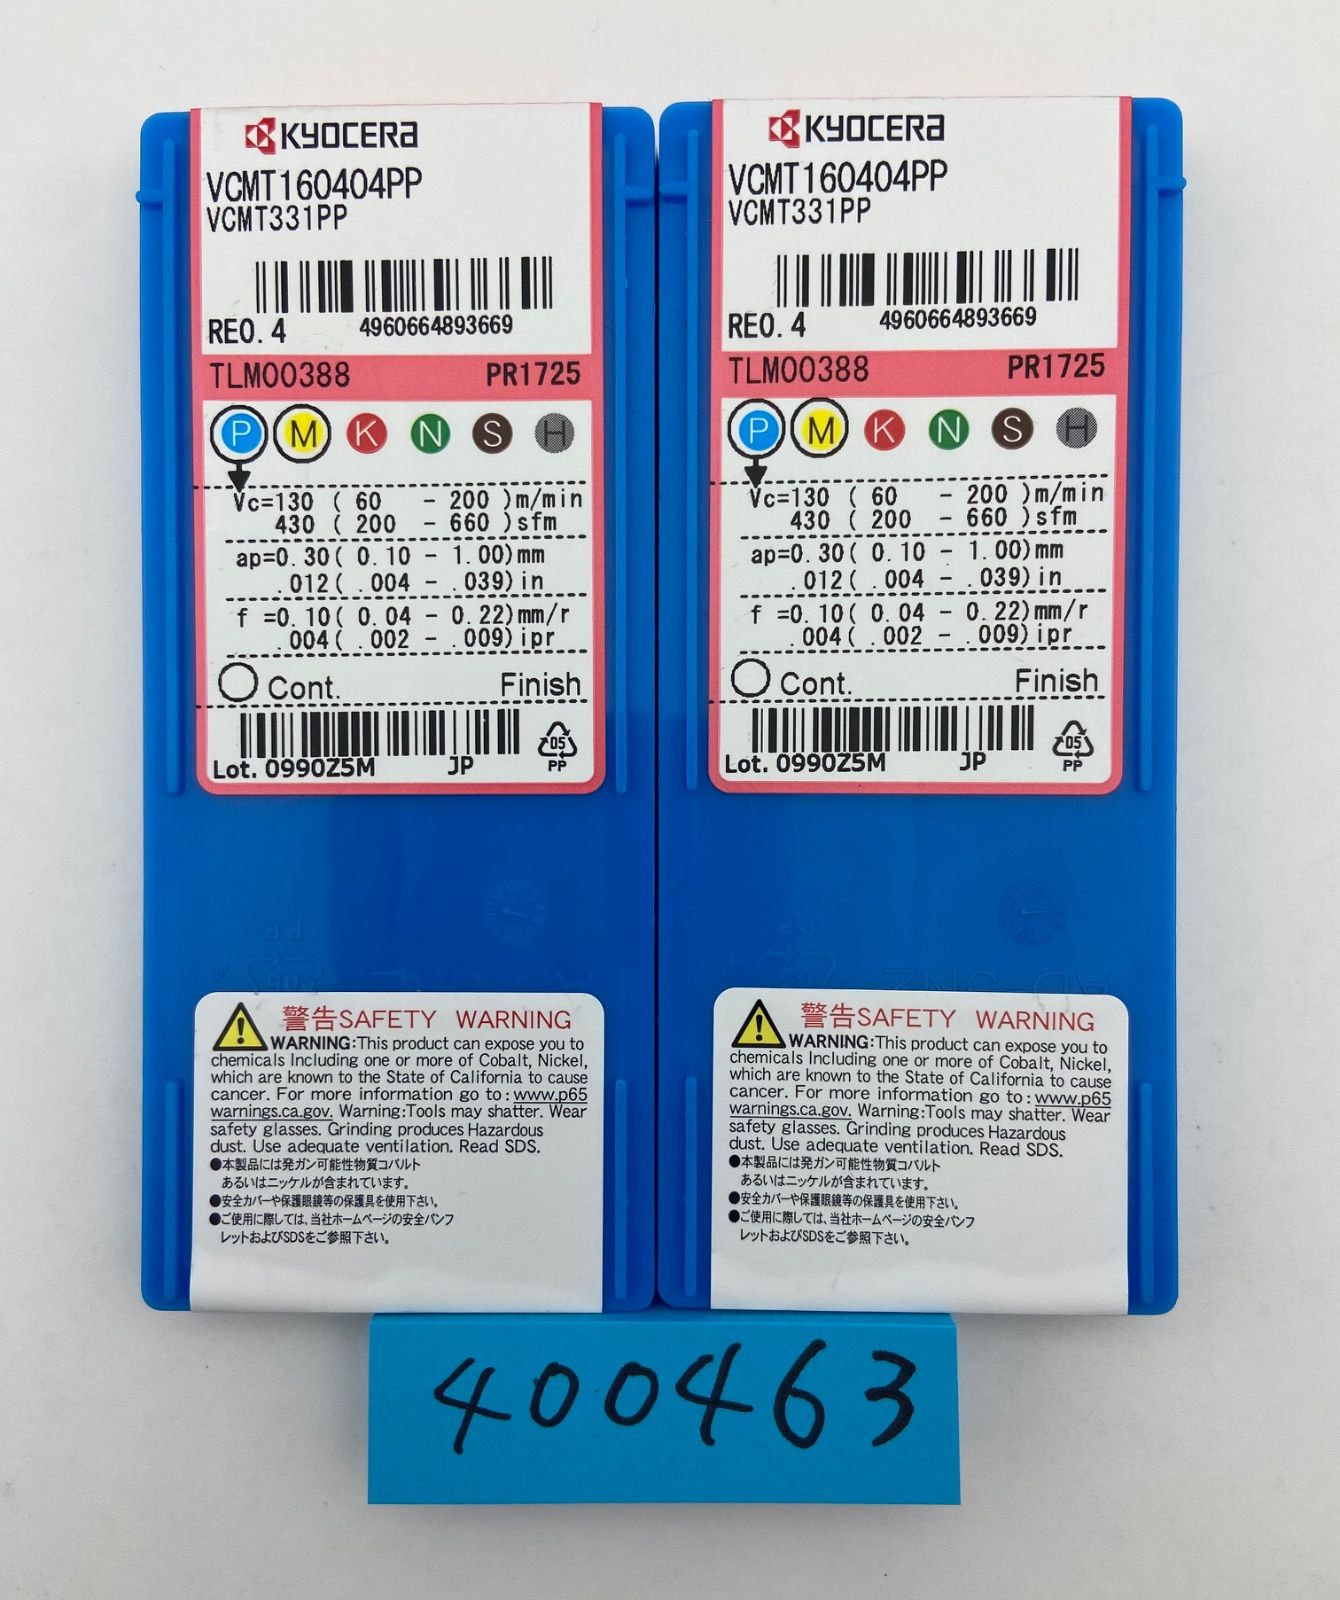 KYOCERA
VCMT160404PP
VCMT331PP
RE0.4 4960664893669
TLM00388 PR1725
P M K N S H
Vc=130 ( 60 - 200 )m/min
430 ( 200 - 660 )sfm
ap=0.30( 0.10 - 1.00)mm
.012( .004 - .039)in
f =0.10( 0.04 - 0.22)mm/r
.004( .002 - .009)ipr
Cont. Finish
Lot. 0990Z5M JP 05 PP
警告SAFETY WARNING
WARNING:This product can expose you to
chemicals Including one or more of Cobalt, Nickel,
which are known to the State of California to cause
cancer. For more information go to : www.p65
warnings.ca.gov. Warning:Tools may shatter. Wear
safety glasses. Grinding produces Hazardous
dust. Use adequate ventilation. Read SDS.
●本製品には発ガン可能性物質コバルト
あるいはニッケルが含まれています。
●安全カバーや保護眼鏡等の保護具を使用下さい。
●ご使用に際しては、当社ホームページの安全パンフ
レットおよびSDSをご参照下さい。
KYOCERA
VCMT160404PP
VCMT331PP
RE0.4 4960664893669
TLM00388 PR1725
P M K N S H
Vc=130 ( 60 - 200 )m/min
430 ( 200 - 660 )sfm
ap=0.30( 0.10 - 1.00)mm
.012( .004 - .039)in
f =0.10( 0.04 - 0.22)mm/r
.004( .002 - .009)ipr
Cont. Finish
Lot. 0990Z5M JP 05 PP
警告SAFETY WARNING
WARNING:This product can expose you to
chemicals Including one or more of Cobalt, Nickel,
which are known to the State of California to cause
cancer. For more information go to : www.p65
warnings.ca.gov. Warning:Tools may shatter. Wear
safety glasses. Grinding produces Hazardous
dust. Use adequate ventilation. Read SDS.
●本製品には発ガン可能性物質コバルト
あるいはニッケルが含まれています。
●安全カバーや保護眼鏡等の保護具を使用下さい。
●ご使用に際しては、当社ホームページの安全パンフ
レットおよびSDSをご参照下さい。
400463